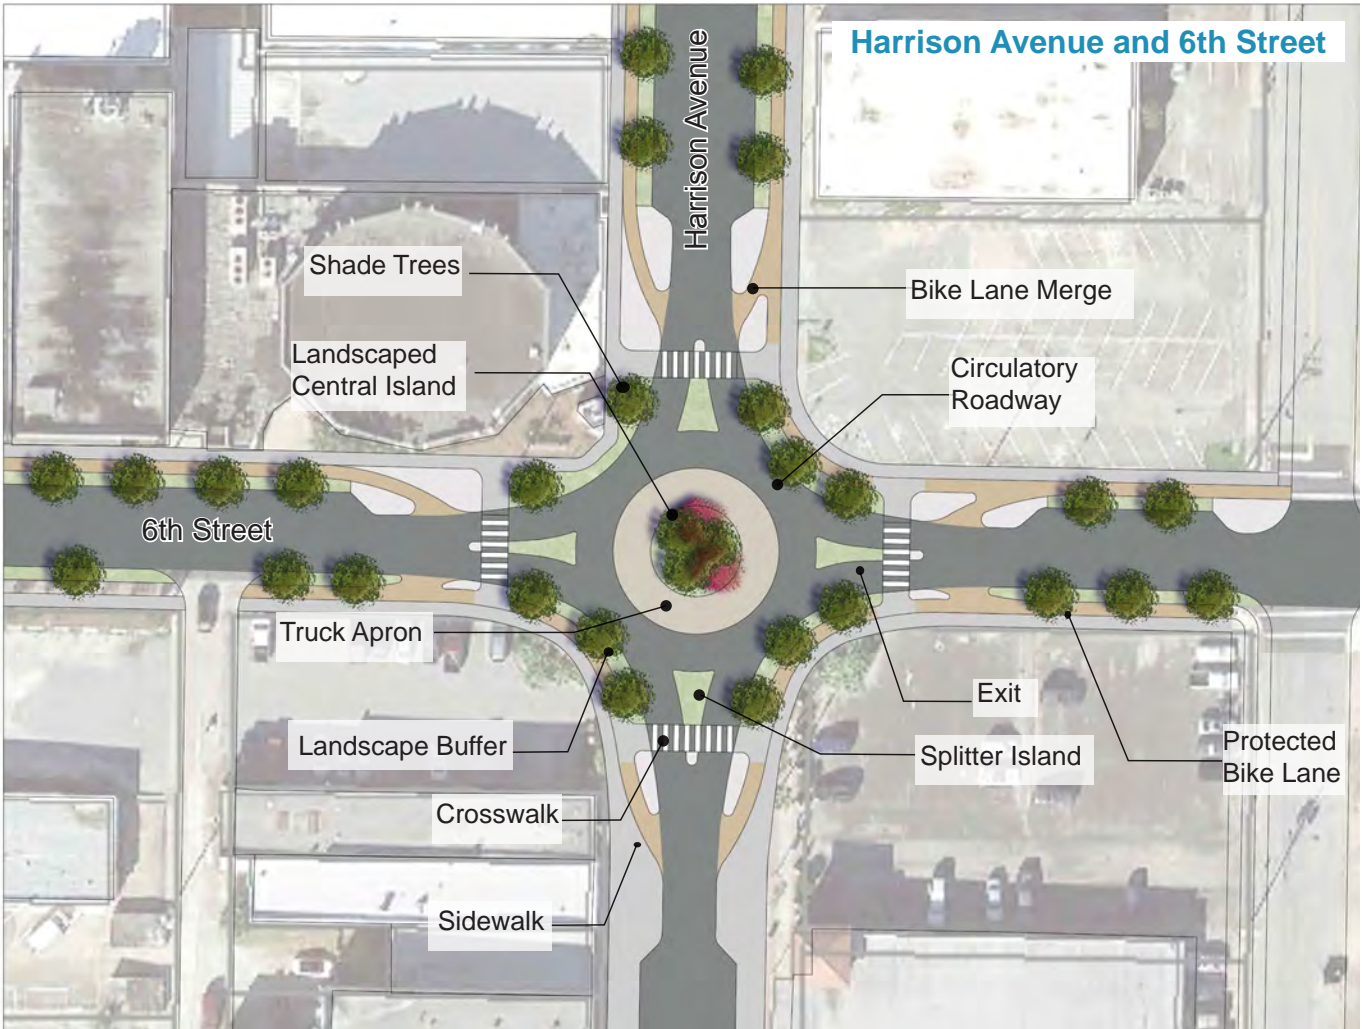 Harrison Avenue and 6th Street
Harrison Avenue
Shade Trees
Bike Lane Merge
Landscaped
Central Island
Circulatory
Roadway
6th Street
Truck Apron
Exit
Landscape Buffer
Splitter Island
Protected
Bike Lane
Crosswalk
Sidewalk